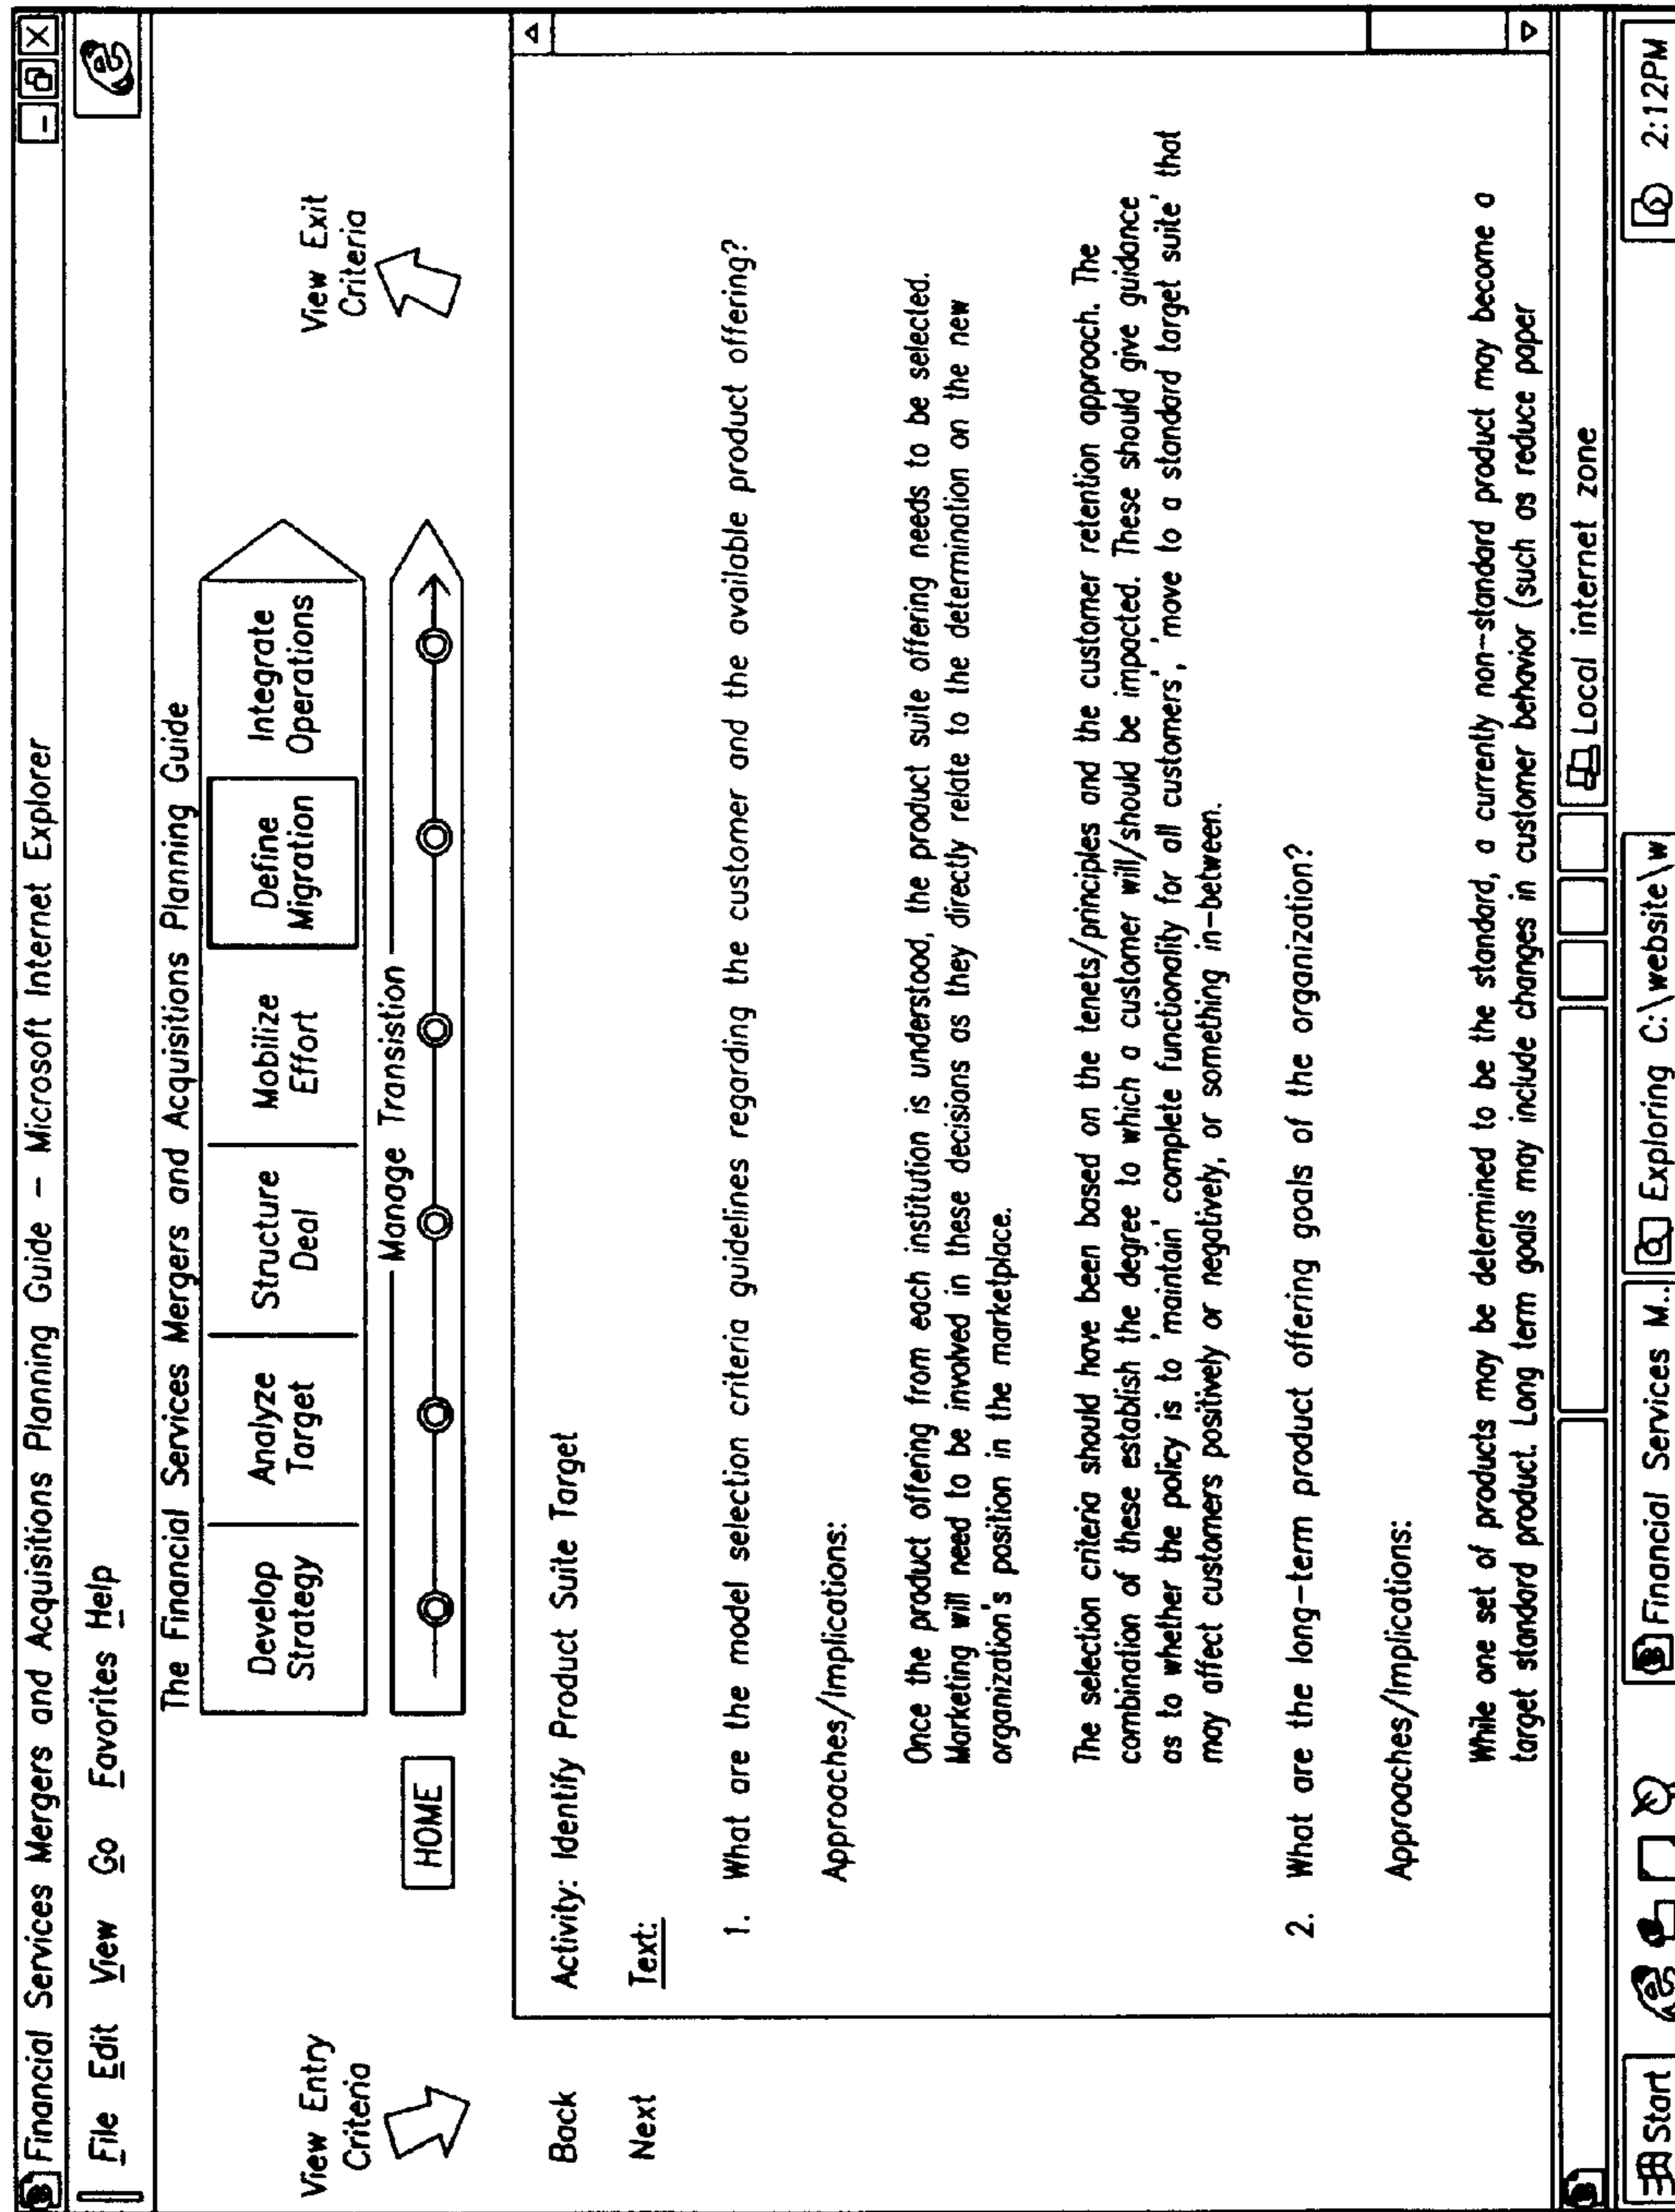 Financial Services Mergers and Acquisitions Planning Guide – Microsoft Internet Explorer
File Edit View Go Favorites Help
The Financial Services Mergers and Acquisitions Planning Guide
View Entry
Criteria
Develop
Strategy
Analyze
Target
Structure
Deal
Mobilize
Effort
Define
Migration
Integrate
Operations
View Exit
Criteria
HOME
Manage Transistion
Back
Next
Activity: Identify Product Suite Target
Text:
1. What are the model selection criteria guidelines regarding the customer and the available product offering?
Approaches/Implications:
Once the product offering from each institution is understood, the product suite offering needs to be selected.
Marketing will need to be involved in these decisions as they directly relate to the determination on the new
organization's position in the marketplace.
The selection criteria should have been based on the tenets/principles and the customer retention approach. The
combination of these establish the degree to which a customer will/should be impacted. These should give guidance
as to whether the policy is to 'maintain' complete functionality for all customers', 'move to a standard target suite' that
may affect customers positively or negatively, or something in-between.
2. What are the long-term product offering goals of the organization?
Approaches/Implications:
While one set of products may be determined to be the standard, a currently non-standard product may become a
target standard product. Long term goals may include changes in customer behavior (such as reduce paper
Local internet zone
Start
Financial Services M..
Exploring C:\website\w
2:12PM